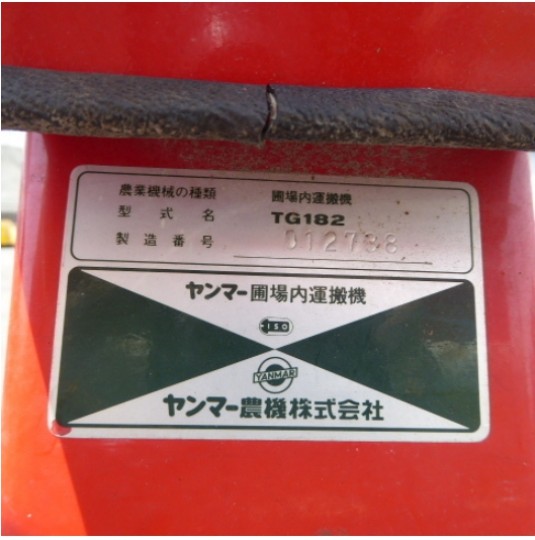 農業機械の種類 圃場内運搬機
型式名 TG182
製造番号 012738
ヤンマー圃場内運搬機
ISO
YANMAR
ヤンマー農機株式会社